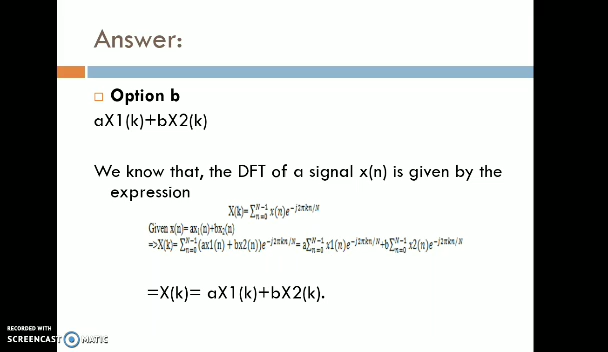 Answer:
Option b
aX1(k)+bX2(k)
We know that, the DFT of a signal x(n) is given by the
expression
X(k)= ∑_{n=0}^{N−1} x(n)e^{−j2πkn/N}
Given x(n)= ax₁(n)+bx₂(n)
=>X(k)= ∑_{n=0}^{N−1}(ax1(n) + bx2(n))e^{−j2πkn/N}= a∑_{n=0}^{N−1} x1(n)e^{−j2πkn/N}+b∑_{n=0}^{N−1} x2(n)e^{−j2πkn/N}
=X(k)= aX1(k)+bX2(k).
RECORDED WITH
SCREENCAST MATIC